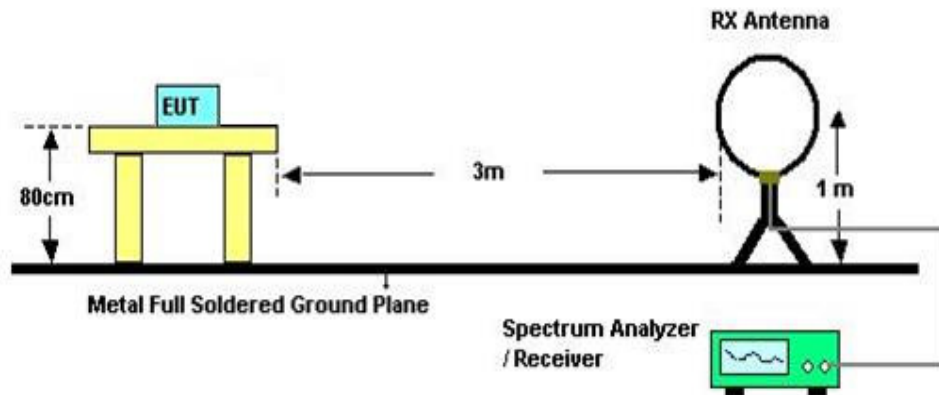 RX Antenna
EUT
80cm
3m
1 m
Metal Full Soldered Ground Plane
Spectrum Analyzer
/ Receiver